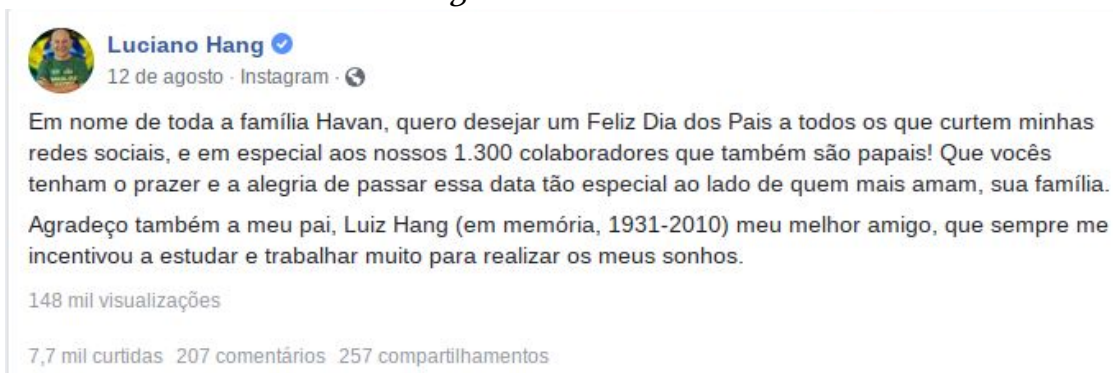 Luciano Hang
12 de agosto · Instagram ·
Em nome de toda a família Havan, quero desejar um Feliz Dia dos Pais a todos os que curtem minhas
redes sociais, e em especial aos nossos 1.300 colaboradores que também são papais! Que vocês
tenham o prazer e a alegria de passar essa data tão especial ao lado de quem mais amam, sua família.
Agradeço também a meu pai, Luiz Hang (em memória, 1931-2010) meu melhor amigo, que sempre me
incentivou a estudar e trabalhar muito para realizar os meus sonhos.
148 mil visualizações
7,7 mil curtidas 207 comentários 257 compartilhamentos